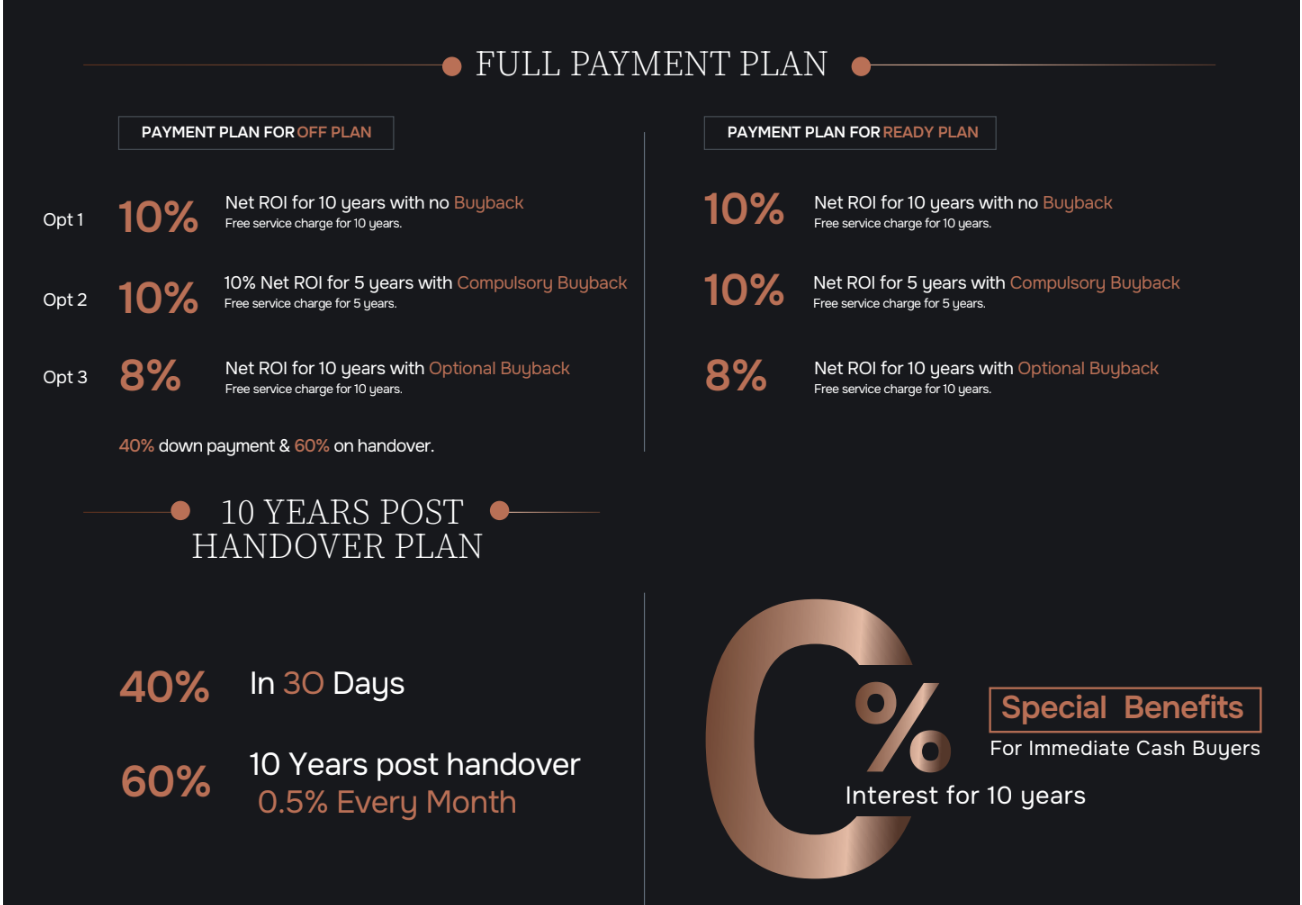 FULL PAYMENT PLAN
PAYMENT PLAN FOR OFF PLAN
Opt 1
10%
Net ROI for 10 years with no Buyback
Free service charge for 10 years.
Opt 2
10%
10% Net ROI for 5 years with Compulsory Buyback
Free service charge for 5 years.
Opt 3
8%
Net ROI for 10 years with Optional Buyback
Free service charge for 10 years.
40% down payment & 60% on handover.
PAYMENT PLAN FOR READY PLAN
10%
Net ROI for 10 years with no Buyback
Free service charge for 10 years.
10%
Net ROI for 5 years with Compulsory Buyback
Free service charge for 5 years.
8%
Net ROI for 10 years with Optional Buyback
Free service charge for 10 years.
10 YEARS POST
HANDOVER PLAN
40%
In 30 Days
60%
10 Years post handover
0.5% Every Month
0%
Interest for 10 years
Special Benefits
For Immediate Cash Buyers